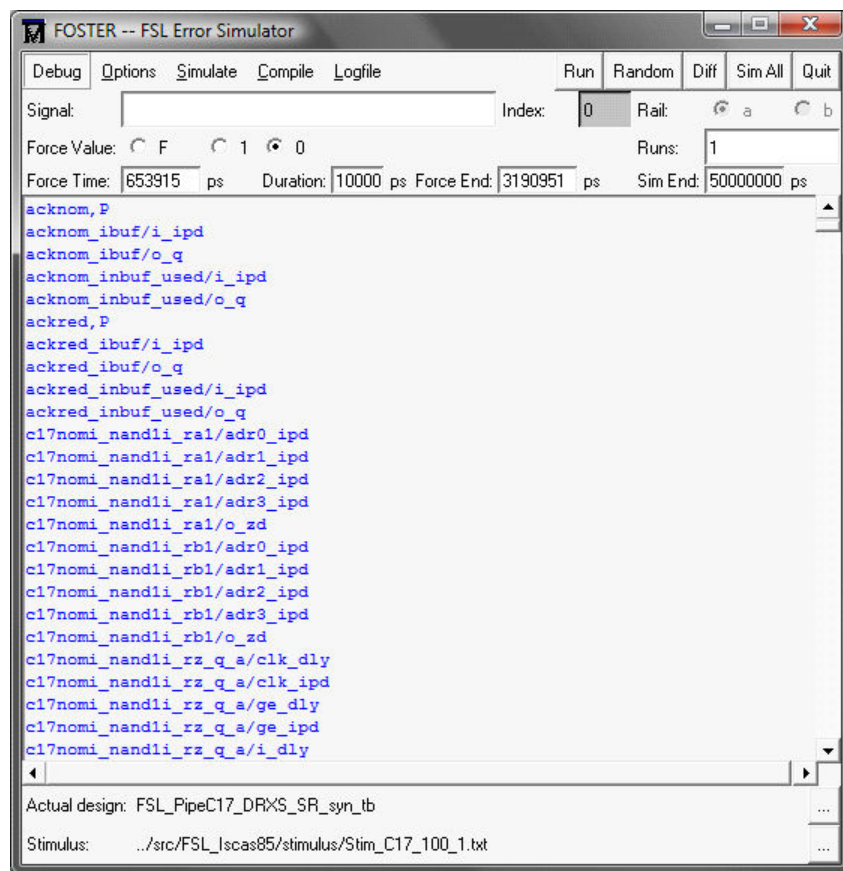 FOSTER -- FSL Error Simulator
Debug Options Simulate Compile Logfile Run Random Diff Sim All Quit
Signal: Index: 0 Rail: a b
Force Value: F 1 0 Runs: 1
Force Time: 653915 ps Duration: 10000 ps Force End: 3190951 ps Sim End: 50000000 ps
acknom,P
acknom_ibuf/i_ipd
acknom_ibuf/o_q
acknom_inbuf_used/i_ipd
acknom_inbuf_used/o_q
ackred,P
ackred_ibuf/i_ipd
ackred_ibuf/o_q
ackred_inbuf_used/i_ipd
ackred_inbuf_used/o_q
c17nomi_nand1i_ra1/adr0_ipd
c17nomi_nand1i_ra1/adr1_ipd
c17nomi_nand1i_ra1/adr2_ipd
c17nomi_nand1i_ra1/adr3_ipd
c17nomi_nand1i_ra1/o_zd
c17nomi_nand1i_rb1/adr0_ipd
c17nomi_nand1i_rb1/adr1_ipd
c17nomi_nand1i_rb1/adr2_ipd
c17nomi_nand1i_rb1/adr3_ipd
c17nomi_nand1i_rb1/o_zd
c17nomi_nand1i_rz_q_a/clk_dly
c17nomi_nand1i_rz_q_a/clk_ipd
c17nomi_nand1i_rz_q_a/ge_dly
c17nomi_nand1i_rz_q_a/ge_ipd
c17nomi_nand1i_rz_q_a/i_dly
Actual design: FSL_PipeC17_DRXS_SR_syn_tb ...
Stimulus: ../src/FSL_Iscas85/stimulus/Stim_C17_100_1.txt ...